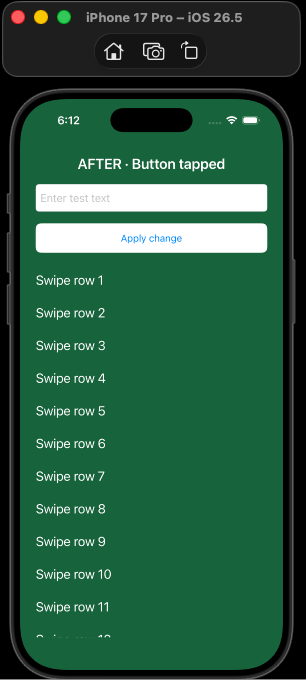 iPhone 17 Pro – iOS 26.5
6:12
AFTER · Button tapped
Enter test text
Apply change
Swipe row 1
Swipe row 2
Swipe row 3
Swipe row 4
Swipe row 5
Swipe row 6
Swipe row 7
Swipe row 8
Swipe row 9
Swipe row 10
Swipe row 11